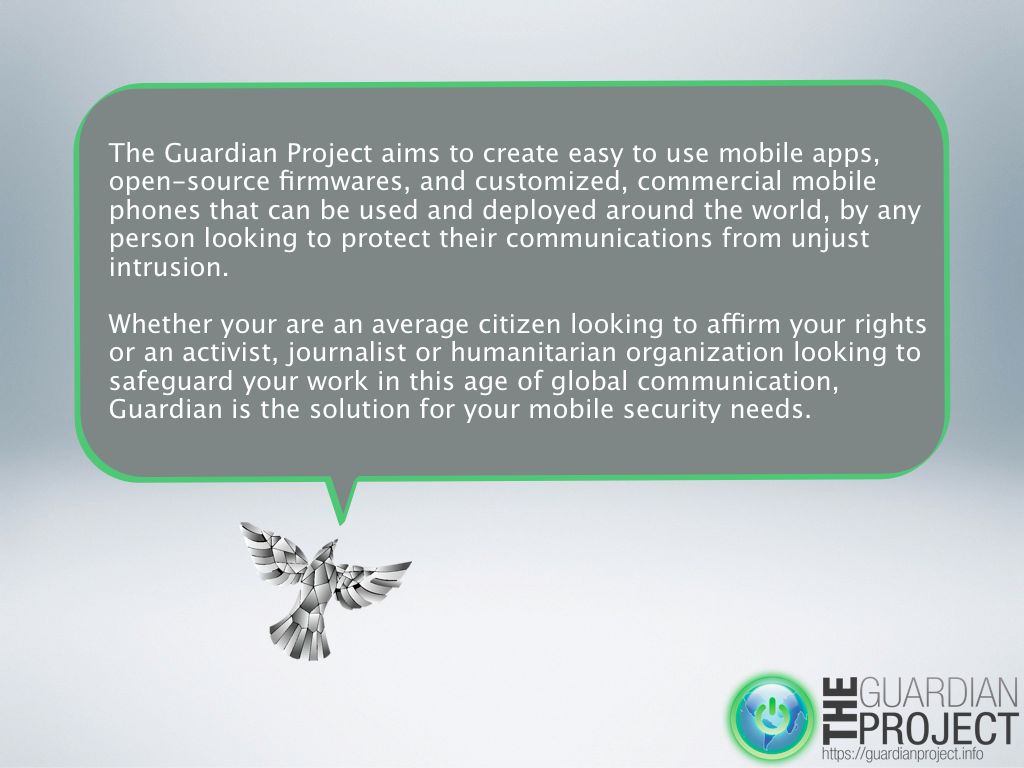 The Guardian Project aims to create easy to use mobile apps,
open-source firmwares, and customized, commercial mobile
phones that can be used and deployed around the world, by any
person looking to protect their communications from unjust
intrusion.
Whether your are an average citizen looking to affirm your rights
or an activist, journalist or humanitarian organization looking to
safeguard your work in this age of global communication,
Guardian is the solution for your mobile security needs.
THE GUARDIAN
PROJECT
https://guardianproject.info